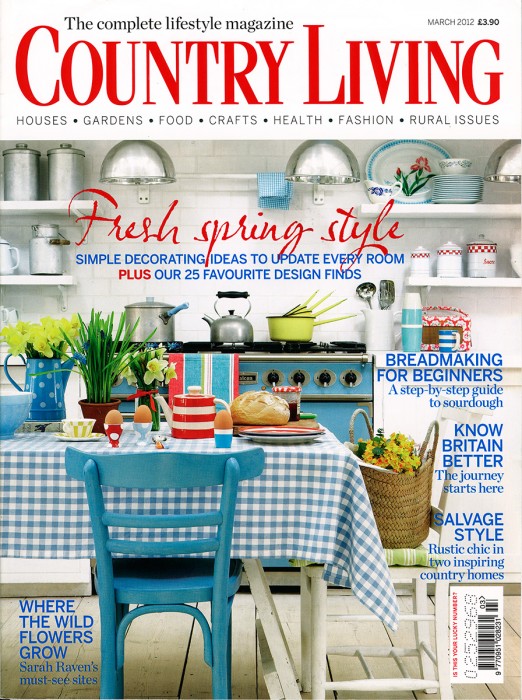 The complete lifestyle magazine
MARCH 2012 £3.90
COUNTRY LIVING
HOUSES • GARDENS • FOOD • CRAFTS • HEALTH • FASHION • RURAL ISSUES
Fresh spring style
SIMPLE DECORATING IDEAS TO UPDATE EVERY ROOM
PLUS OUR 25 FAVOURITE DESIGN FINDS
BREADMAKING
FOR BEGINNERS
A step-by-step guide
to sourdough
KNOW
BRITAIN
BETTER
The journey
starts here
SALVAGE
STYLE
Rustic chic in
two inspiring
country homes
WHERE
THE WILD
FLOWERS
GROW
Sarah Raven's
must-see sites
IS THIS YOUR LUCKY NUMBER?
03
9 770951 028231